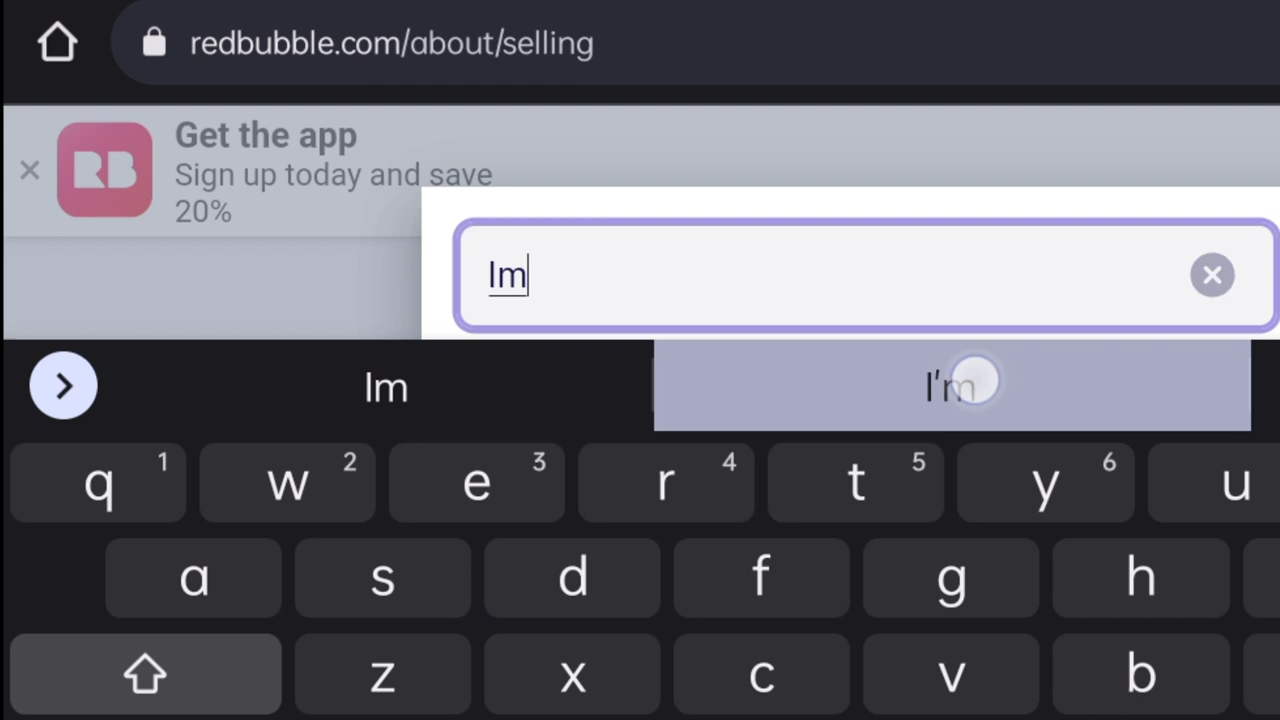 redbubble.com/about/selling
RB
Get the app
Sign up today and save
20%
Im
Im I'm
q 1 w 2 e 3 r 4 t 5 y 6 u
a s d f g h
z x c v b